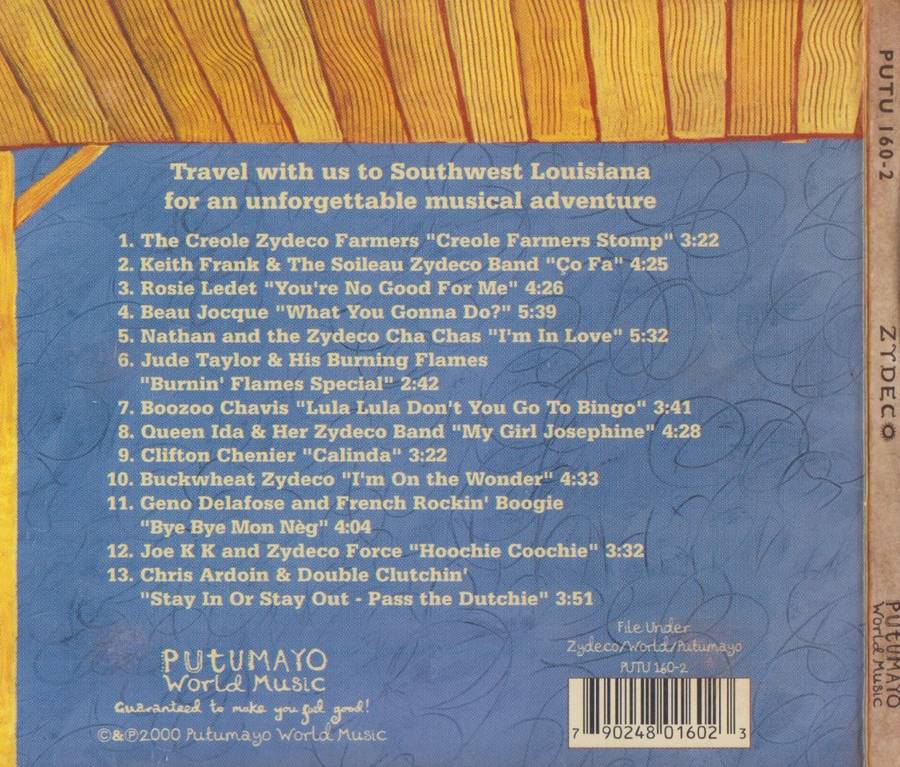 Travel with us to Southwest Louisiana
for an unforgettable musical adventure
1. The Creole Zydeco Farmers "Creole Farmers Stomp" 3:22
2. Keith Frank & The Soileau Zydeco Band "Ço Fa" 4:25
3. Rosie Ledet "You're No Good For Me" 4:26
4. Beau Jocque "What You Gonna Do?" 5:39
5. Nathan and the Zydeco Cha Chas "I'm In Love" 5:32
6. Jude Taylor & His Burning Flames
"Burnin' Flames Special" 2:42
7. Boozoo Chavis "Lula Lula Don't You Go To Bingo" 3:41
8. Queen Ida & Her Zydeco Band "My Girl Josephine" 4:28
9. Clifton Chenier "Calinda" 3:22
10. Buckwheat Zydeco "I'm On the Wonder" 4:33
11. Geno Delafose and French Rockin' Boogie
"Bye Bye Mon Nèg" 4:04
12. Joe K K and Zydeco Force "Hoochie Coochie" 3:32
13. Chris Ardoin & Double Clutchin'
"Stay In Or Stay Out - Pass the Dutchie" 3:51
PUTUMAYO
World Music
Guaranteed to make you feel good!
©&℗2000 Putumayo World Music
File Under
Zydeco/World/Putumayo
PUTU 160-2
7 90248 01602 3
PUTU 160-2
ZYDECO
PUTUMAYO
World Music